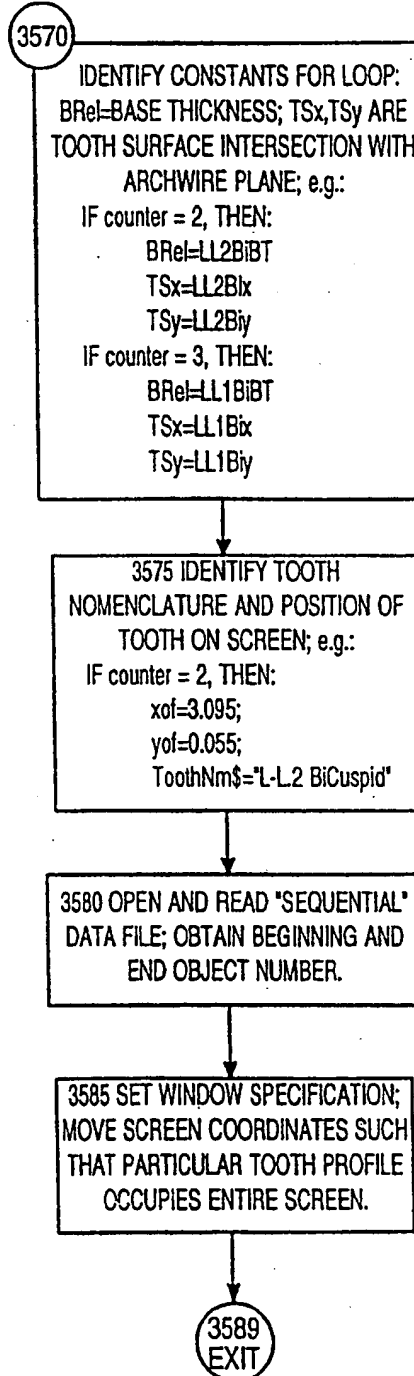 3570
IDENTIFY CONSTANTS FOR LOOP:
BRel=BASE THICKNESS; TSx,TSy ARE
TOOTH SURFACE INTERSECTION WITH
ARCHWIRE PLANE; e.g.:
IF counter = 2, THEN:
BRel=LL2BiBT
TSx=LL2BIx
TSy=LL2Biy
IF counter = 3, THEN:
BRel=LL1BiBT
TSx=LL1Bix
TSy=LL1Biy
3575 IDENTIFY TOOTH
NOMENCLATURE AND POSITION OF
TOOTH ON SCREEN; e.g.:
IF counter = 2, THEN:
xof=3.095;
yof=0.055;
ToothNm$="L-L.2 BiCuspid"
3580 OPEN AND READ "SEQUENTIAL"
DATA FILE; OBTAIN BEGINNING AND
END OBJECT NUMBER.
3585 SET WINDOW SPECIFICATION;
MOVE SCREEN COORDINATES SUCH
THAT PARTICULAR TOOTH PROFILE
OCCUPIES ENTIRE SCREEN.
3589
EXIT